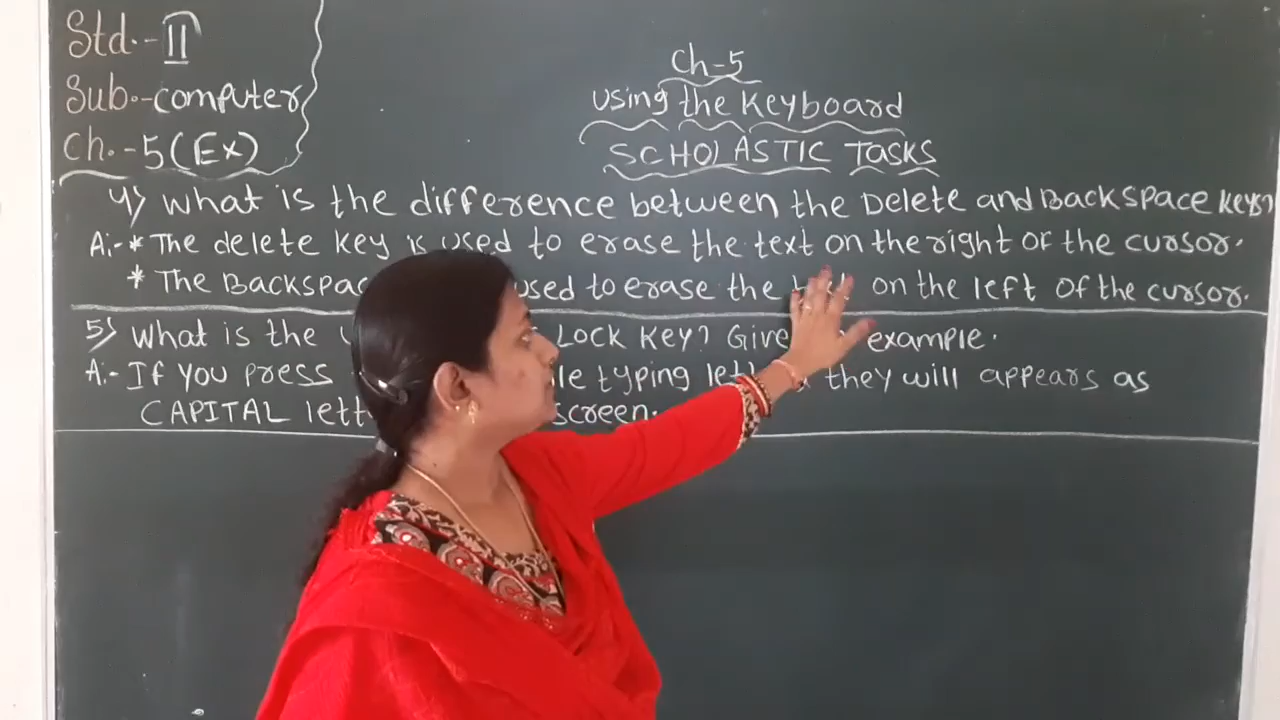 Std.-II
Sub.-computer
Ch.-5(Ex)
Ch-5
using the Keyboard
SCHOLASTIC TASKS
4) What is the difference between the Delete and Backspace keys?
A:-* The delete key is used to erase the text on the right of the cursor.
* The Backspac used to erase the on the left of the cursor.
5) What is the Lock Key? Give example.
A:- If you press typing they will appears as
CAPITAL screen.